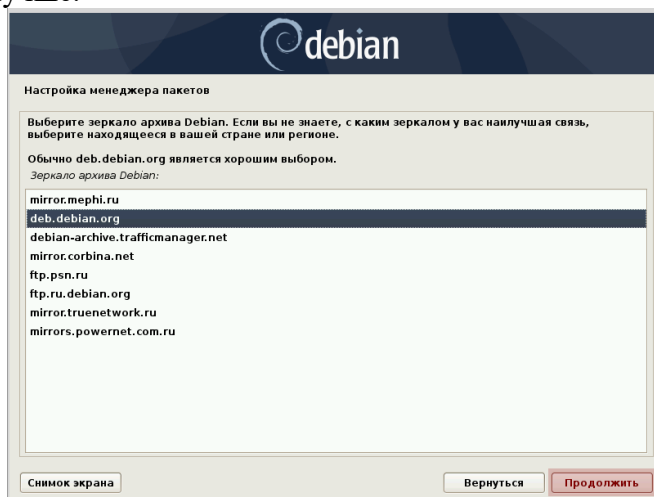 debian
Настройка менеджера пакетов
Выберите зеркало архива Debian. Если вы не знаете, с каким зеркалом у вас наилучшая связь,
выберите находящееся в вашей стране или регионе.
Обычно deb.debian.org является хорошим выбором.
Зеркало архива Debian:
mirror.mephi.ru
deb.debian.org
debian-archive.trafficmanager.net
mirror.corbina.net
ftp.psn.ru
ftp.ru.debian.org
mirror.truenetwork.ru
mirrors.powernet.com.ru
Снимок экрана
Вернуться
Продолжить